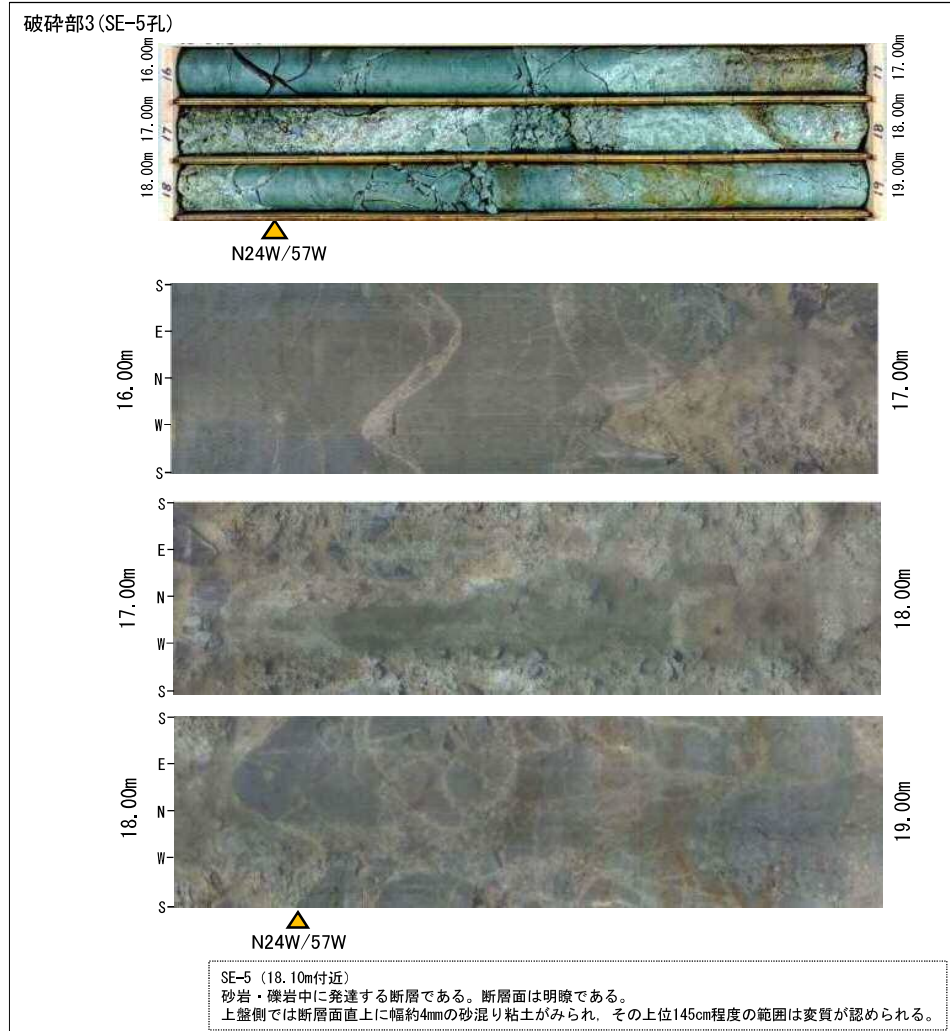 破砕部3(SE-5孔)
16.00m
17.00m
16
17
17.00m
18.00m
17
18
18.00m
19.00m
18
19
N24W/57W
S
E
N
W
S
16.00m
17.00m
S
E
N
W
S
17.00m
18.00m
S
E
N
W
S
18.00m
19.00m
N24W/57W
SE-5 (18.10m付近)
砂岩・礫岩中に発達する断層である。断層面は明瞭である。
上盤側では断層面直上に幅約4mmの砂混り粘土がみられ, その上位145cm程度の範囲は変質が認められる。